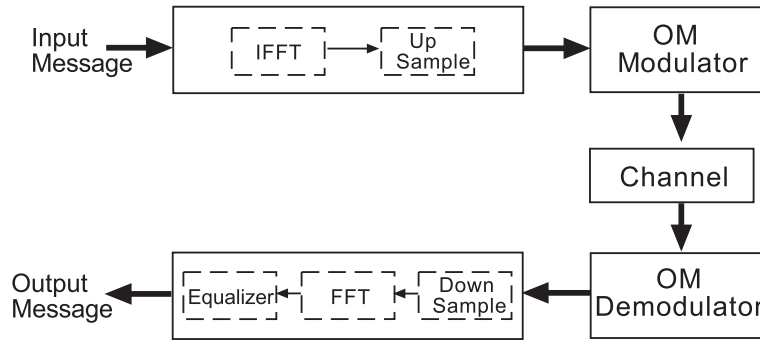 Input
Message
IFFT
Up
Sample
OM
Modulator
Channel
OM
Demodulator
Down
Sample
FFT
Equalizer
Output
Message